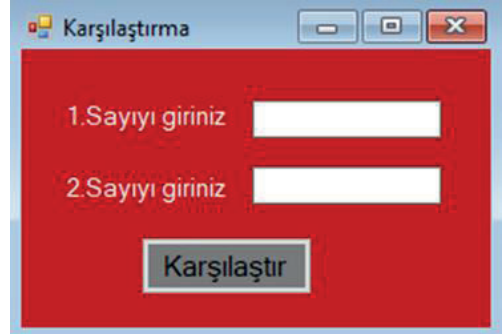 Karşılaştırma
1.Sayıyı giriniz
2.Sayıyı giriniz
Karşılaştır